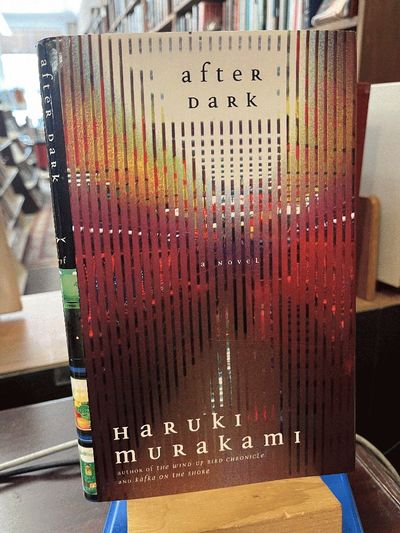 after
DARK
a novel
HARUKI
MURAKAMI
AUTHOR OF THE WIND-UP BIRD CHRONICLE
AND KAFKA ON THE SHORE
after DARK